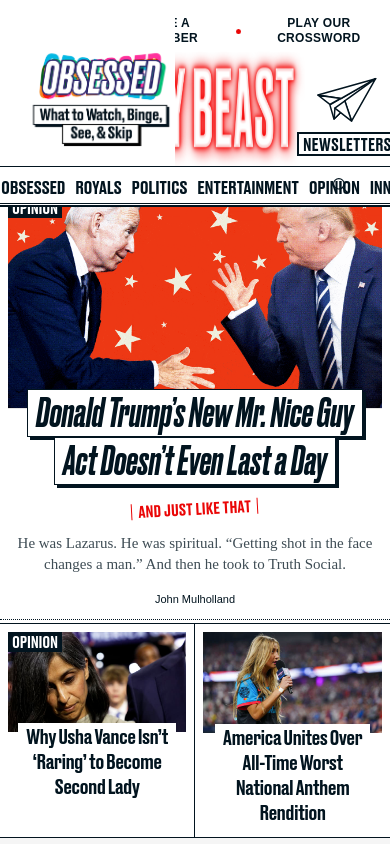 E A
BER
PLAY OUR
CROSSWORD
OBSESSED
What to Watch, Binge,
See, & Skip
Y BEAST
NEWSLETTERS
OBSESSED ROYALS POLITICS ENTERTAINMENT OPINION INN
OPINION
Donald Trump's New Mr. Nice Guy
Act Doesn't Even Last a Day
AND JUST LIKE THAT
He was Lazarus. He was spiritual. “Getting shot in the face
changes a man.” And then he took to Truth Social.
John Mulholland
OPINION
Why Usha Vance Isn't
‘Raring’ to Become
Second Lady
America Unites Over
All-Time Worst
National Anthem
Rendition